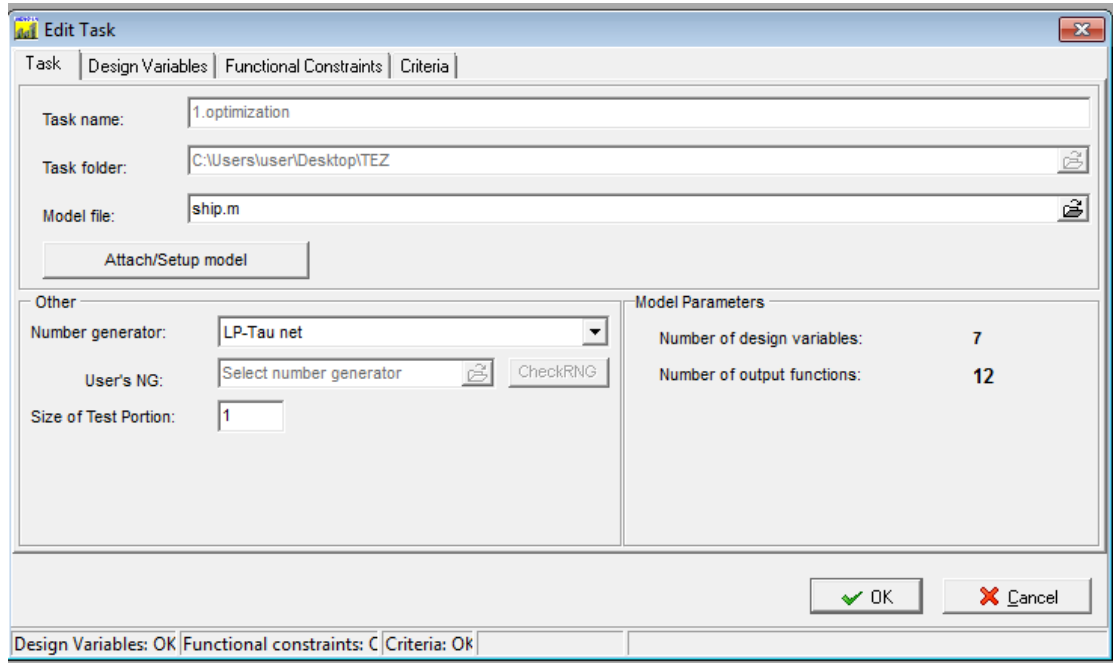 Edit Task
Task Design Variables Functional Constraints Criteria
Task name: 1.optimization
Task folder: C:\Users\user\Desktop\TEZ
Model file: ship.m
Attach/Setup model
Other
Number generator: LP-Tau net
User's NG: Select number generator CheckRNG
Size of Test Portion: 1
Model Parameters
Number of design variables: 7
Number of output functions: 12
OK Cancel
Design Variables: OK Functional constraints: C Criteria: OK